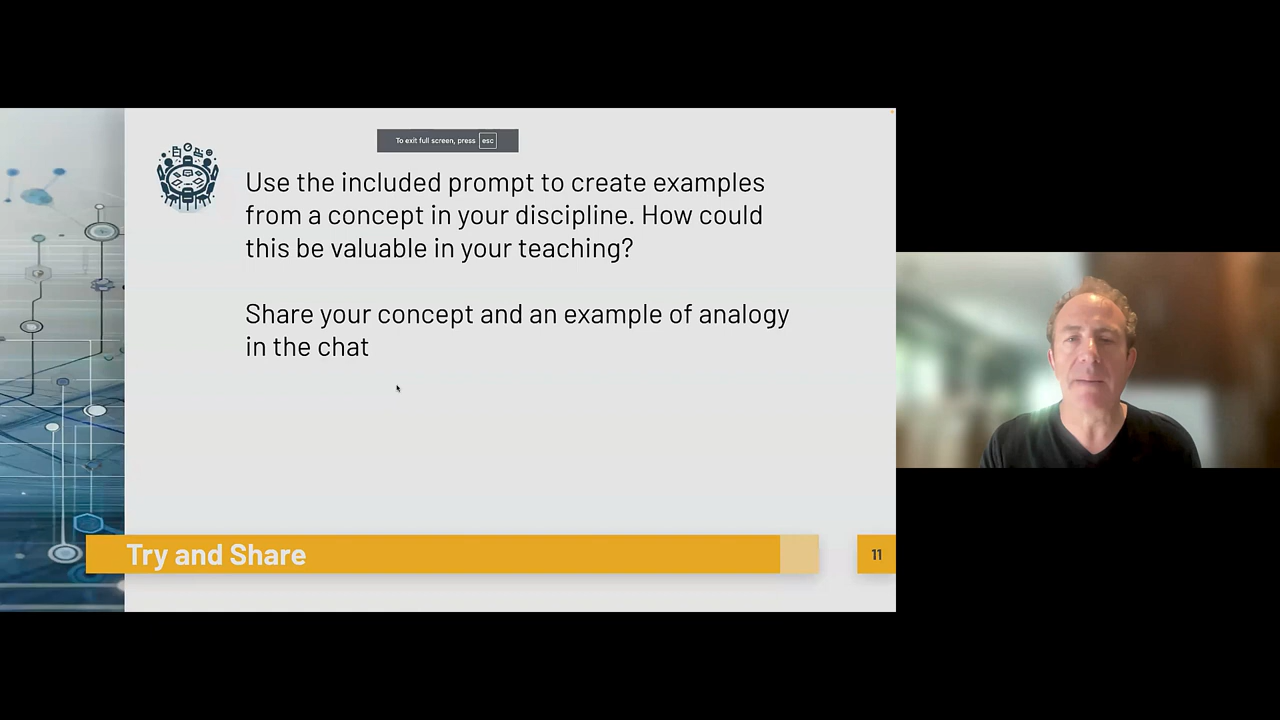 To exit full screen, press esc
Use the included prompt to create examples
from a concept in your discipline. How could
this be valuable in your teaching?
Share your concept and an example of analogy
in the chat
Try and Share
11